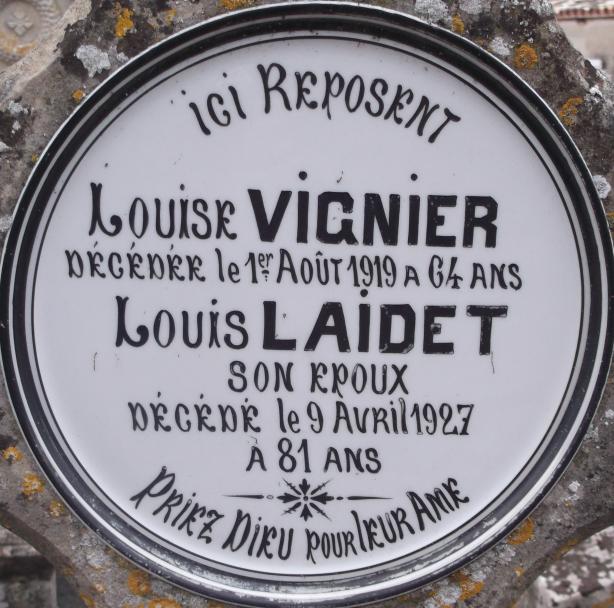 ici REPOSENT
LOUISE VIGNIER
DÉCÉDÉE le 1er Août 1919 A 64 ANS
LOUIS LAIDET
SON EPOUX
DÉCÉDÉ le 9 AVRil 1927
A 81 ANS
PRIEZ DIEU POUR lEUR AME